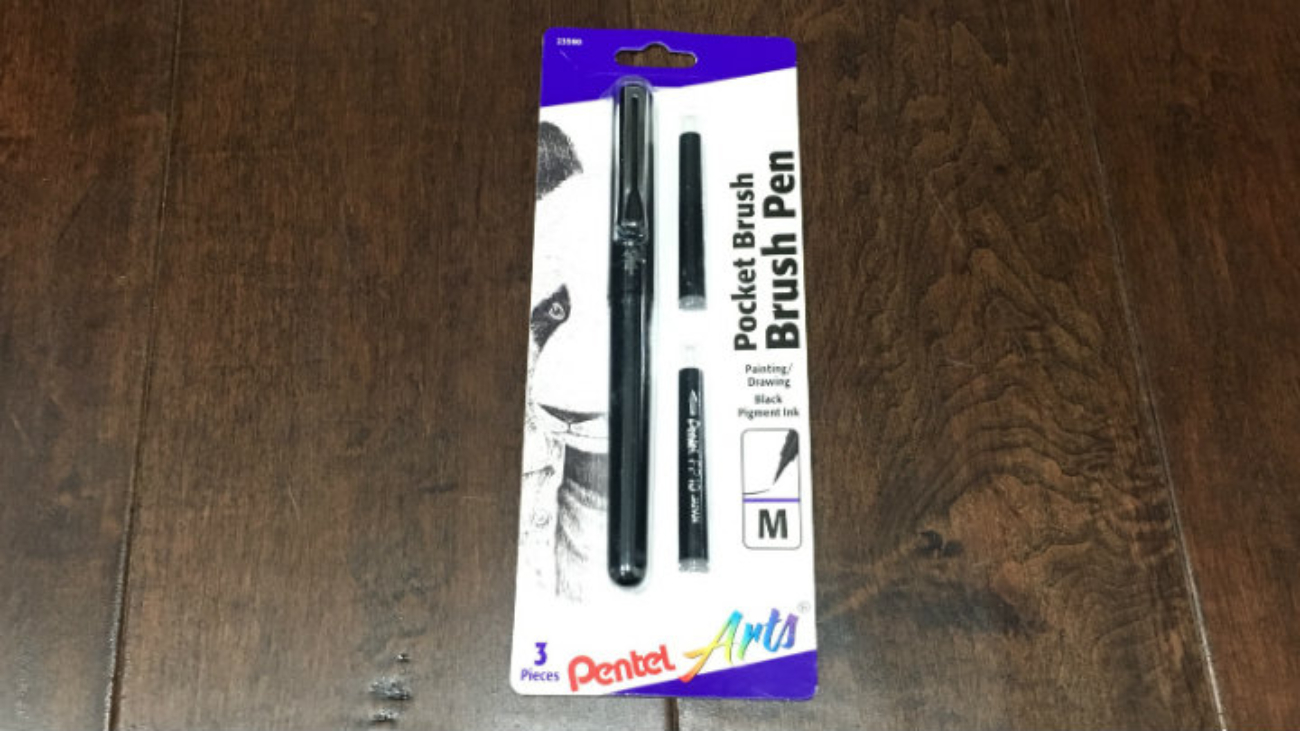 Pocket Brush
Brush Pen
Painting/
Drawing
Black
Pigment Ink
M
3
Pieces
Pentel
Arts®